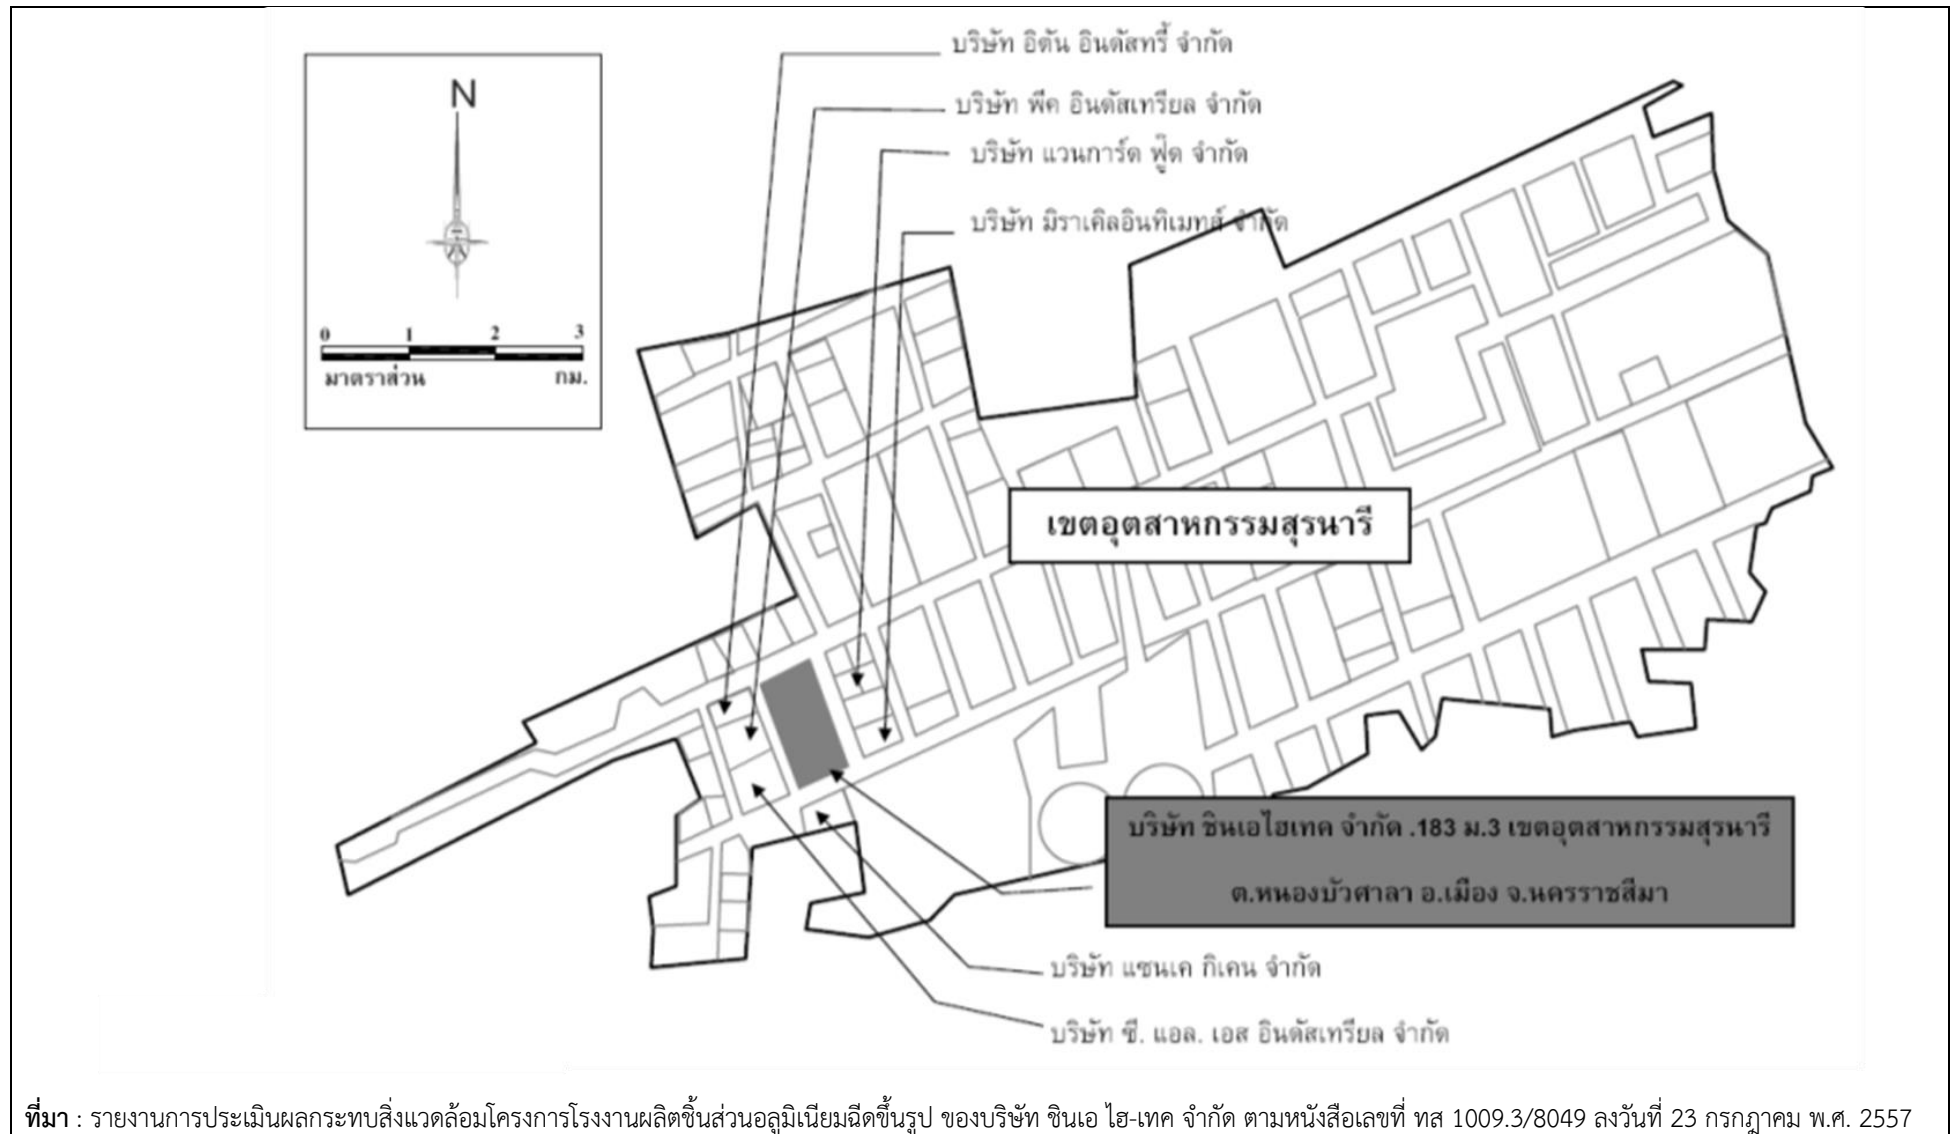 บริษัท อิตัน อินดัสทรี้ จำกัด
N
บริษัท พีค อินดัสเทรียล จำกัด
บริษัท แวนการ์ด ฟู๊ด จำกัด
บริษัท มิราเคิลอินทิเมทส์ จำกัด
0 1 2 3
มาตราส่วน กม.
เขตอุตสาหกรรมสุรนารี
บริษัท ชินเอไฮเทค จำกัด .183 ม.3 เขตอุตสาหกรรมสุรนารี
ต.หนองบัวศาลา อ.เมือง จ.นครราชสีมา
บริษัท แซนเค กิเคน จำกัด
บริษัท ซี. แอล. เอส อินดัสเทรียล จำกัด
ที่มา : รายงานการประเมินผลกระทบสิ่งแวดล้อมโครงการโรงงานผลิตชิ้นส่วนอลูมิเนียมฉีดขึ้นรูป ของบริษัท ชินเอ ไฮ-เทค จำกัด ตามหนังสือเลขที่ ทส 1009.3/8049 ลงวันที่ 23 กรกฎาคม พ.ศ. 2557